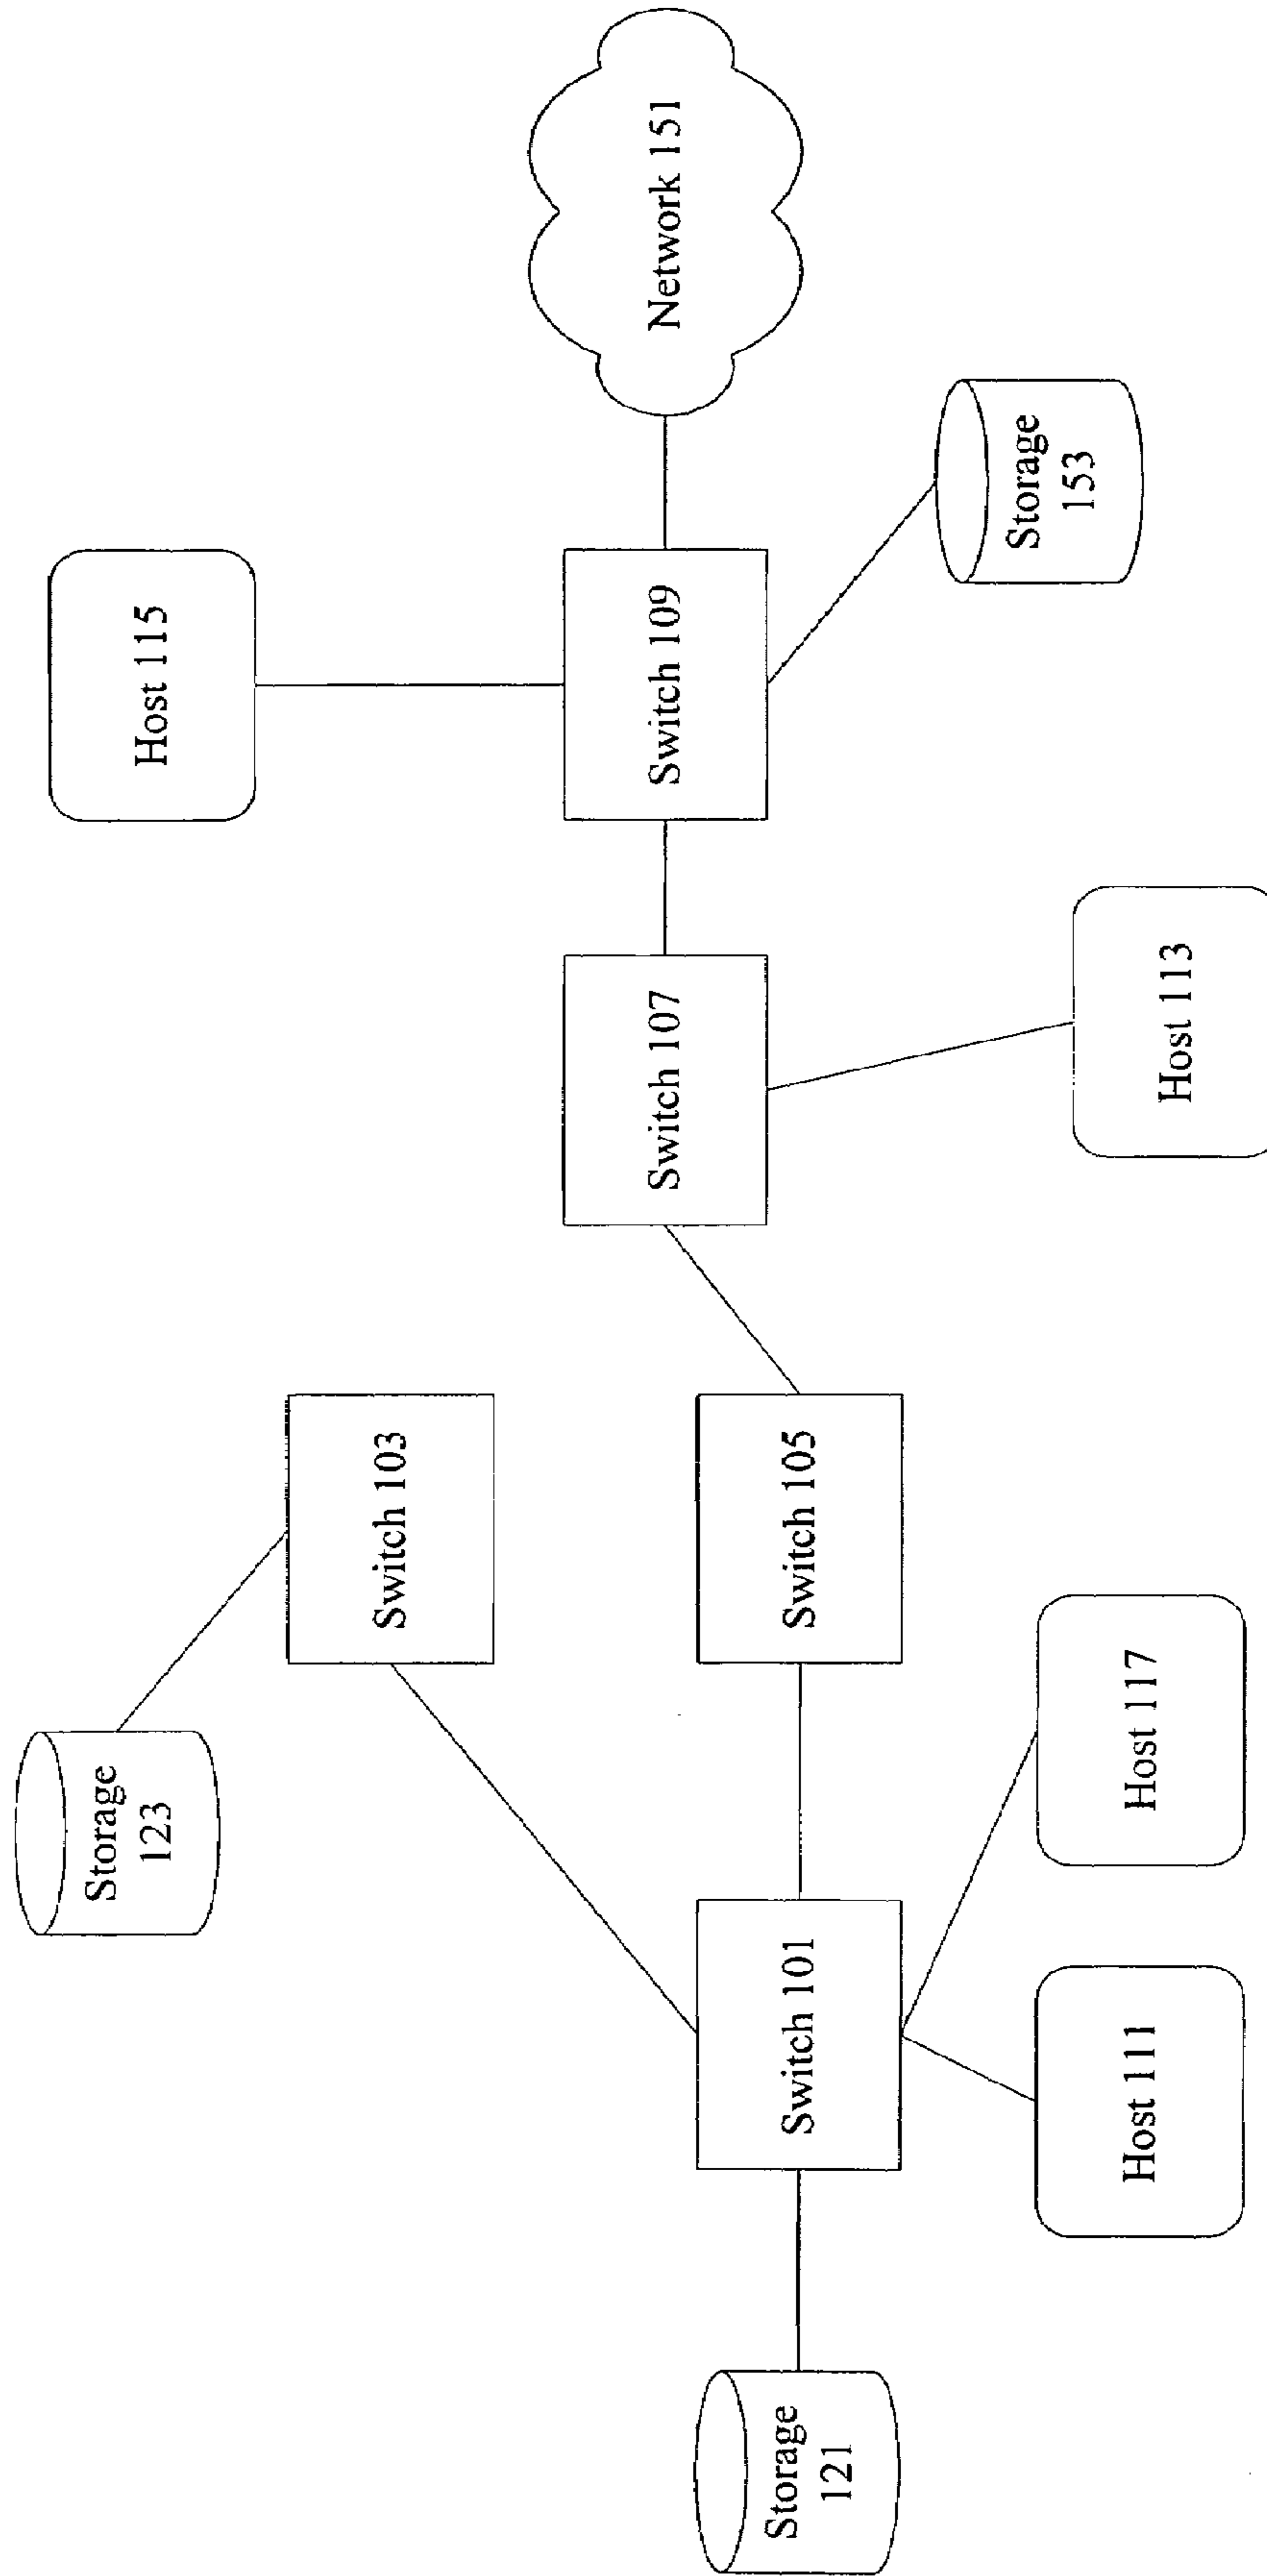 Storage
123
Host 115
Switch 103
Storage
121
Switch 101
Switch 105
Switch 107
Switch 109
Network 151
Host 111
Host 117
Host 113
Storage
153